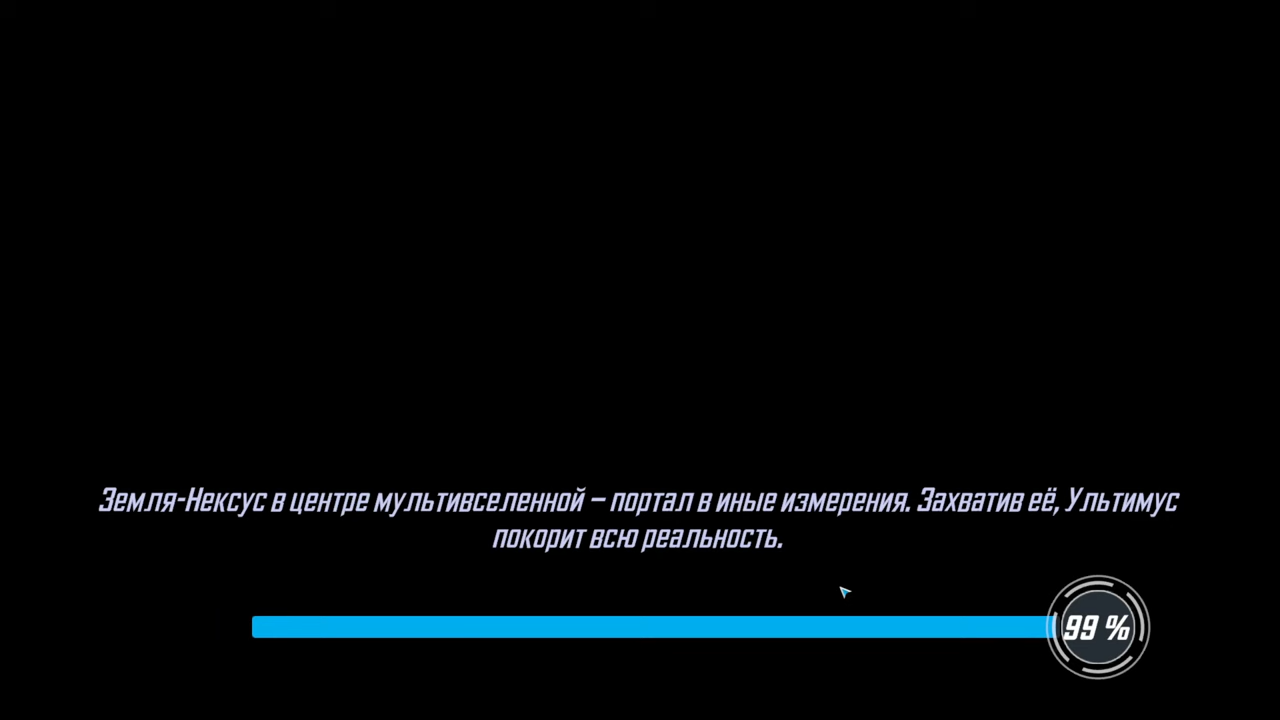 Земля-Нексус в центре мультивселенной – портал в иные измерения. Захватив её, Ультимус
покорит всю реальность.
99 %